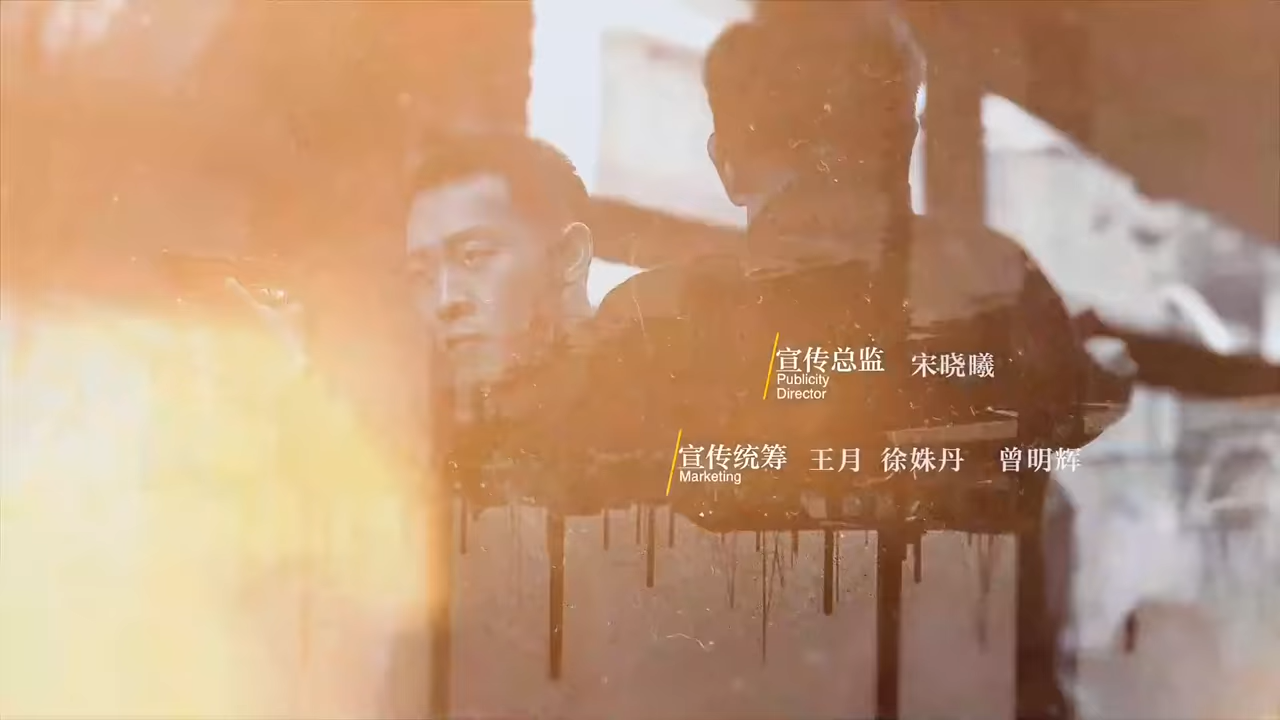 宣传总监 宋晓曦
Publicity
Director
宣传统筹 王月 徐姝丹 曾明辉
Marketing